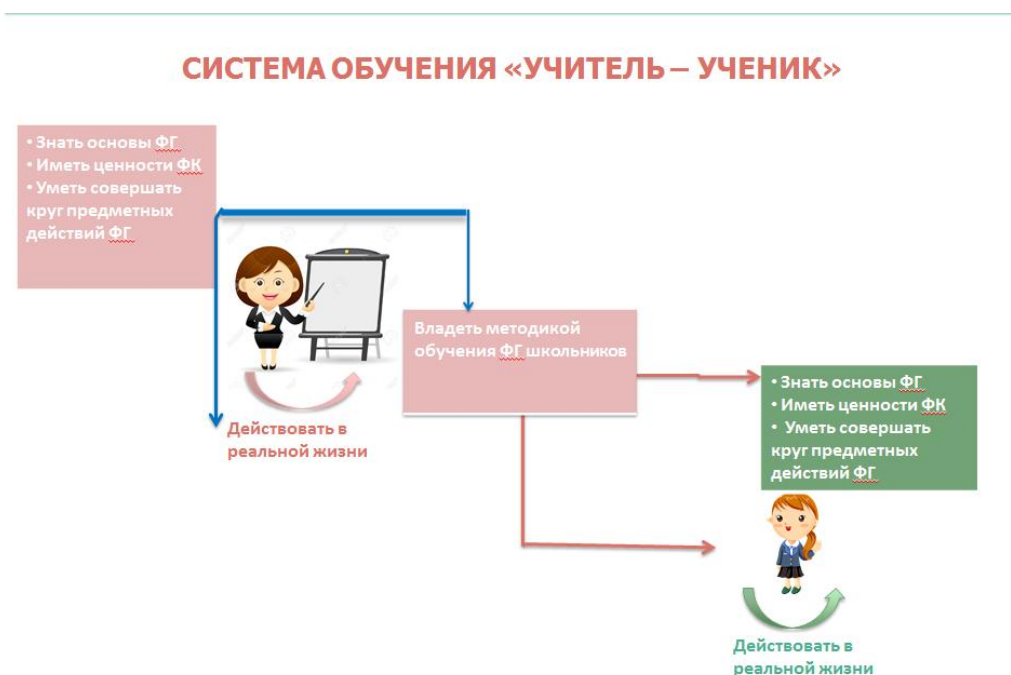 СИСТЕМА ОБУЧЕНИЯ «УЧИТЕЛЬ – УЧЕНИК»
• Знать основы ФГ
• Иметь ценности ФК
• Уметь совершать
круг предметных
действий ФГ
Владеть методикой
обучения ФГ школьников
Действовать в
реальной жизни
• Знать основы ФГ
• Иметь ценности ФК
• Уметь совершать
круг предметных
действий ФГ
Действовать в
реальной жизни